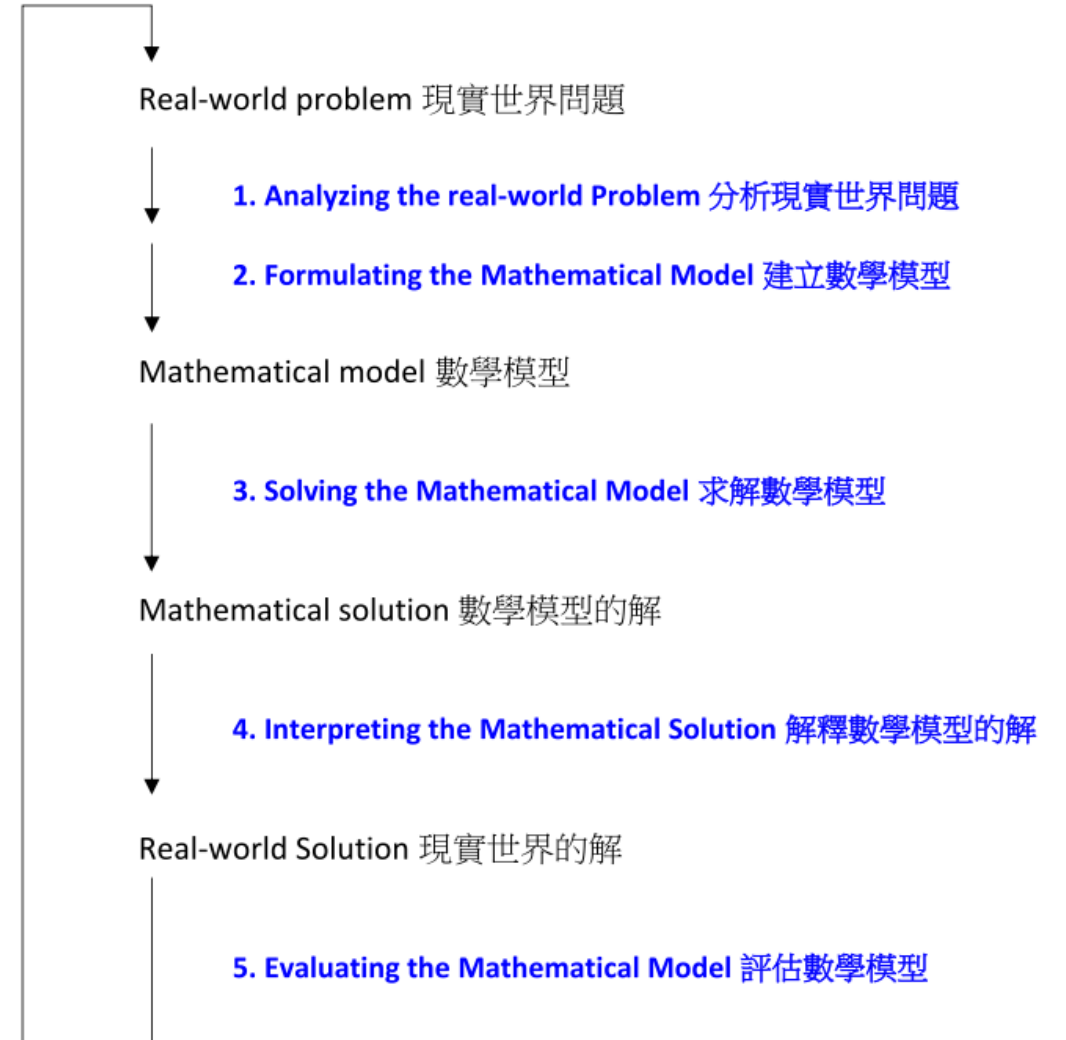 Real-world problem 現實世界問題
1. Analyzing the real-world Problem 分析現實世界問題
2. Formulating the Mathematical Model 建立數學模型
Mathematical model 數學模型
3. Solving the Mathematical Model 求解數學模型
Mathematical solution 數學模型的解
4. Interpreting the Mathematical Solution 解釋數學模型的解
Real-world Solution 現實世界的解
5. Evaluating the Mathematical Model 評估數學模型